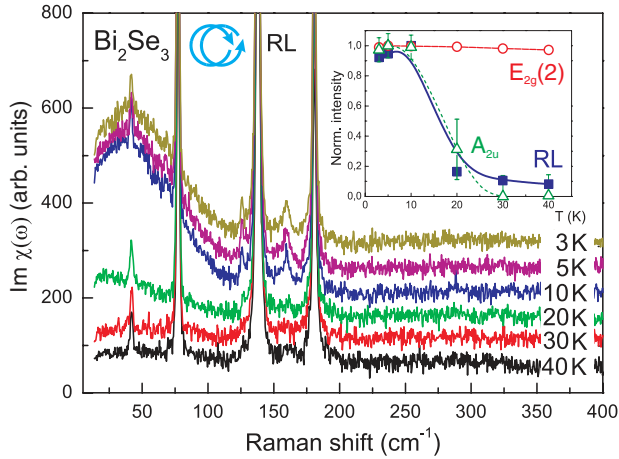 Bi₂Se₃
RL
800
600
400
200
0
Im χ(ω) (arb. units)
50
100
150
200
250
300
350
400
Raman shift (cm⁻¹)
3K
5K
10K
20K
30K
40K
1,0
0,8
0,6
0,4
0,2
0,0
Norm. intensity
0
10
20
30
40
T (K)
E₂g(2)
A₂u
RL